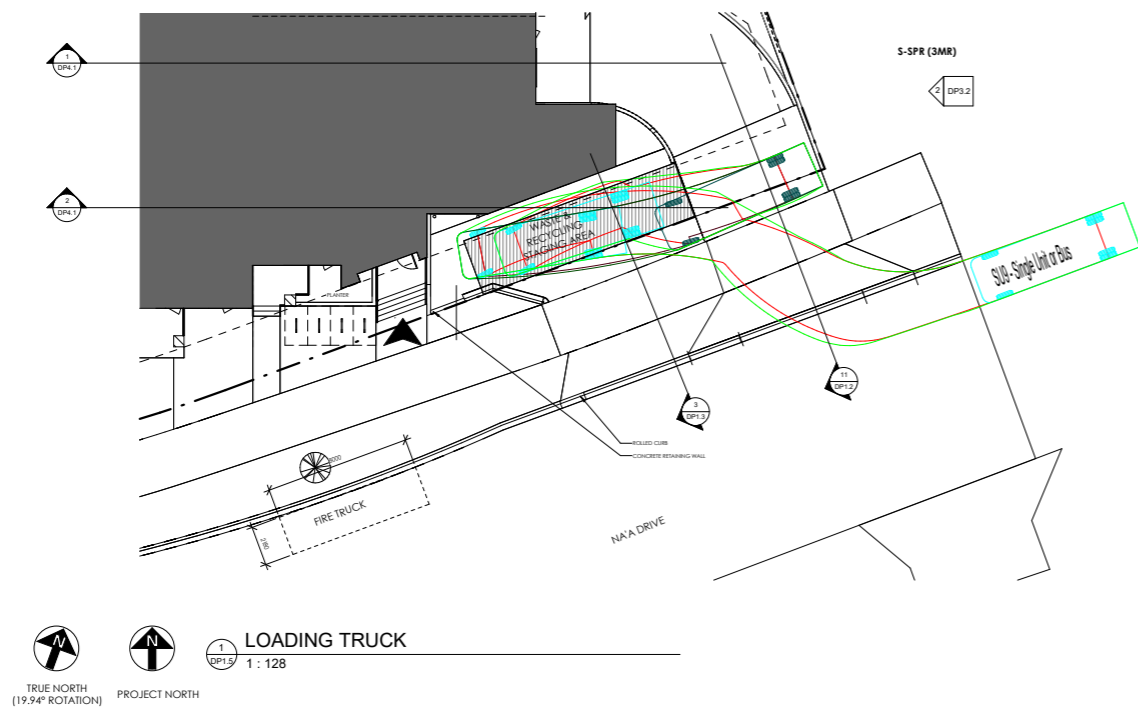 1
DP4.1
S-SPR (3MR)
2
DP3.2
2
DP4.1
WASTE &
RECYCLING
STAGING AREA
SU9 - Single Unit or Bus
PLANTER
11
DP1.2
3
DP1.3
ROLLED CURB
CONCRETE RETAINING WALL
FIRE TRUCK
NA'A DRIVE
N
TRUE NORTH
(19.94° ROTATION)
N
PROJECT NORTH
1
DP1.5
LOADING TRUCK
1 : 128